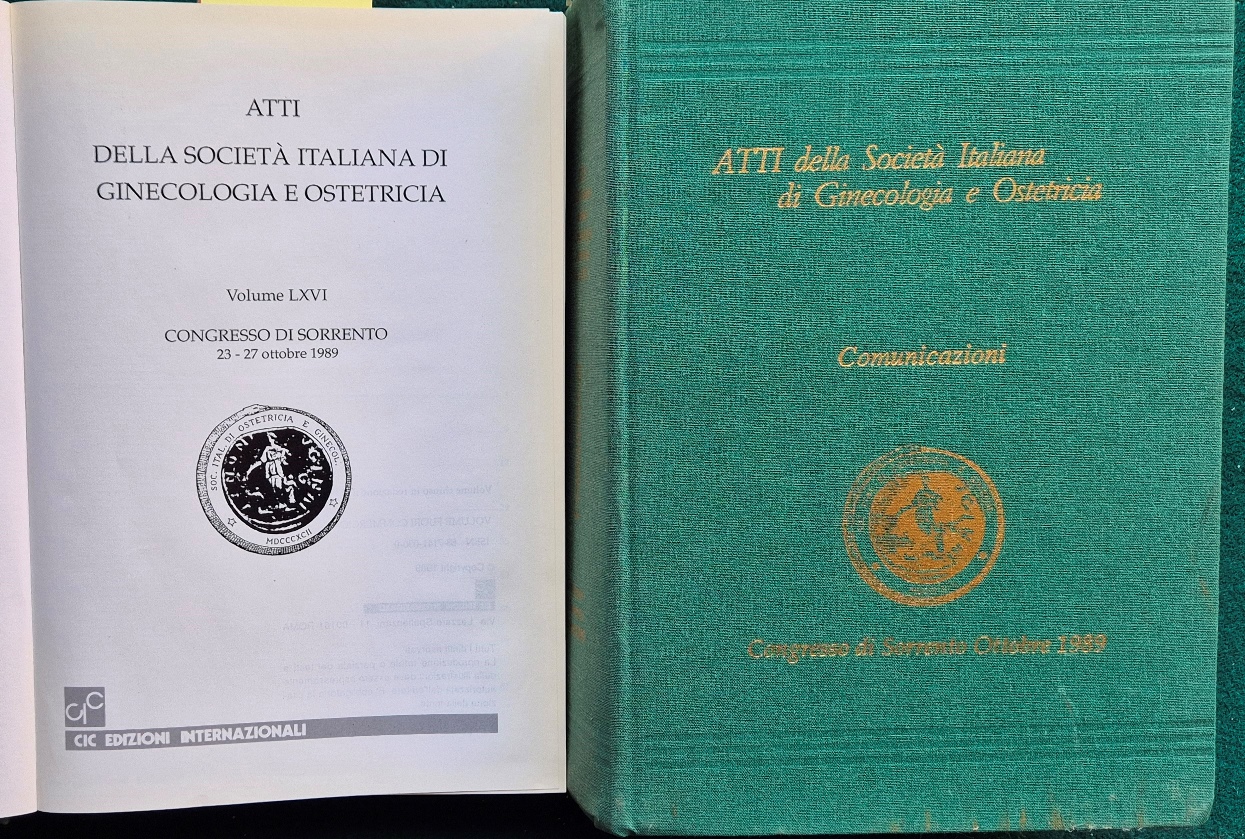 ATTI
DELLA SOCIETÀ ITALIANA DI
GINECOLOGIA E OSTETRICIA
Volume LXVI
CONGRESSO DI SORRENTO
23 - 27 ottobre 1989
SOC. ITAL. DI OSTETRICIA E GINECOL.
MDCCCXCII
CIC
CIC EDIZIONI INTERNAZIONALI
ATTI della Società Italiana
di Ginecologia e Ostetricia
Comunicazioni
Congresso di Sorrento Ottobre 1989